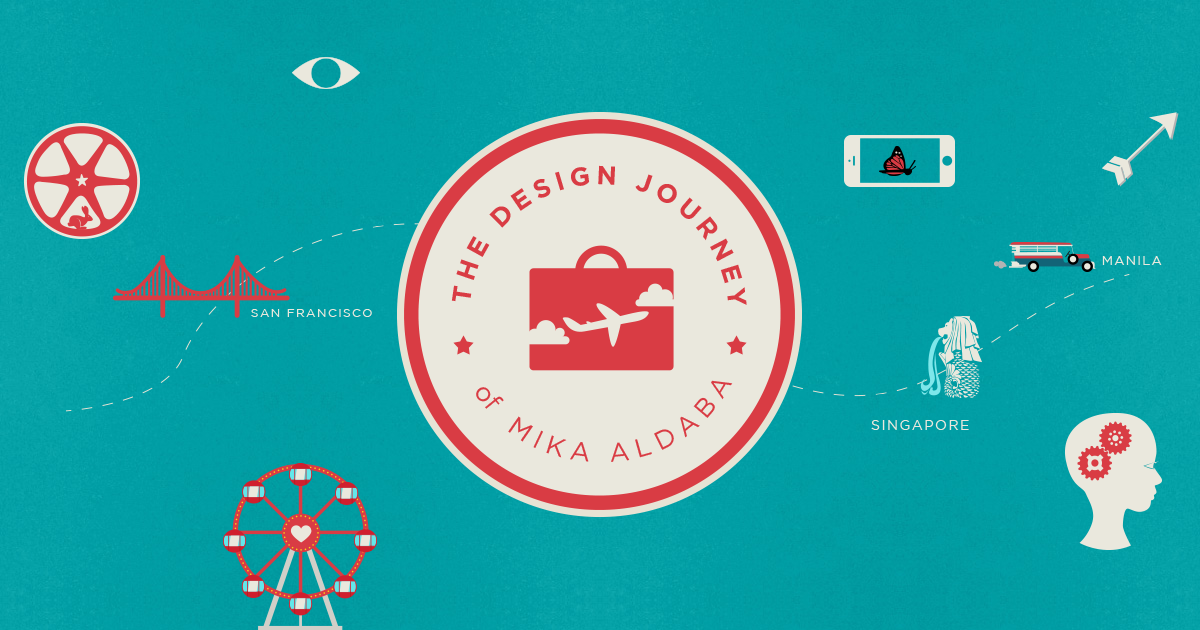 THE DESIGN JOURNEY
of MIKA ALDABA
SAN FRANCISCO
MANILA
SINGAPORE